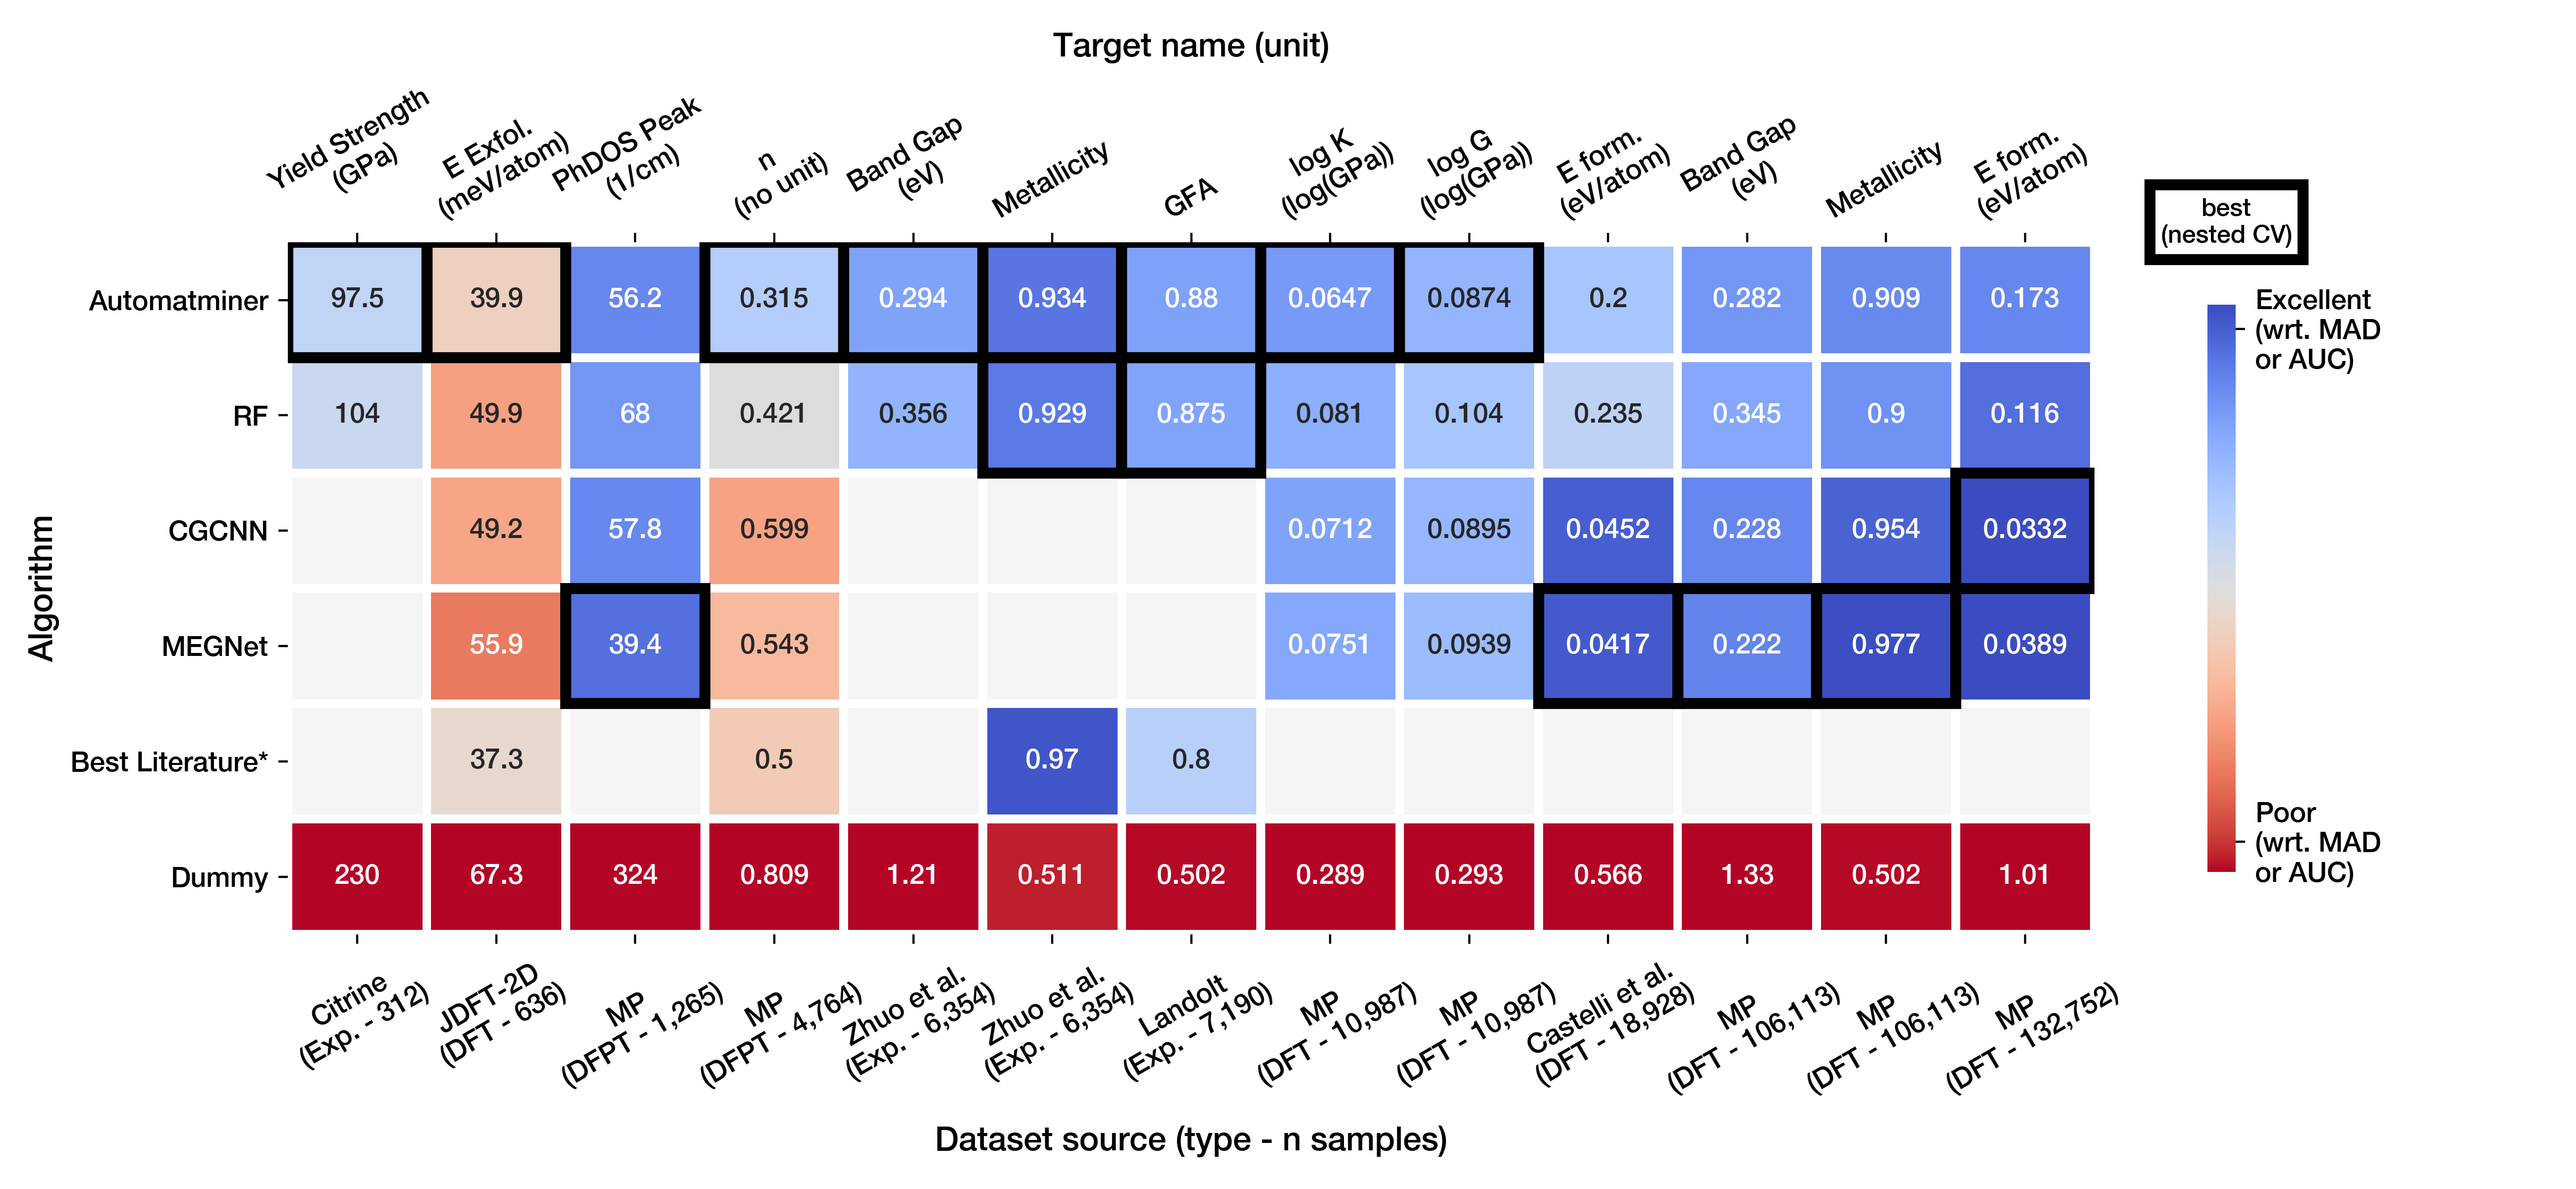 Target name (unit)
Yield Strength
(GPa)
E Exfol.
(meV/atom)
PhDOS Peak
(1/cm)
n
(no unit)
Band Gap
(eV)
Metallicity
GFA
log K
(log(GPa))
log G
(log(GPa))
E form.
(eV/atom)
Band Gap
(eV)
Metallicity
E form.
(eV/atom)
best
(nested CV)
Algorithm
Automatminer 97.5 39.9 56.2 0.315 0.294 0.934 0.88 0.0647 0.0874 0.2 0.282 0.909 0.173
RF 104 49.9 68 0.421 0.356 0.929 0.875 0.081 0.104 0.235 0.345 0.9 0.116
CGCNN 49.2 57.8 0.599 0.0712 0.0895 0.0452 0.228 0.954 0.0332
MEGNet 55.9 39.4 0.543 0.0751 0.0939 0.0417 0.222 0.977 0.0389
Best Literature* 37.3 0.5 0.97 0.8
Dummy 230 67.3 324 0.809 1.21 0.511 0.502 0.289 0.293 0.566 1.33 0.502 1.01
Excellent
(wrt. MAD
or AUC)
Poor
(wrt. MAD
or AUC)
Citrine
(Exp. - 312)
JDFT-2D
(DFT - 636)
MP
(DFPT - 1,265)
MP
(DFPT - 4,764)
Zhuo et al.
(Exp. - 6,354)
Zhuo et al.
(Exp. - 6,354)
Landolt
(Exp. - 7,190)
MP
(DFT - 10,987)
MP
(DFT - 10,987)
Castelli et al.
(DFT - 18,928)
MP
(DFT - 106,113)
MP
(DFT - 106,113)
MP
(DFT - 132,752)
Dataset source (type - n samples)